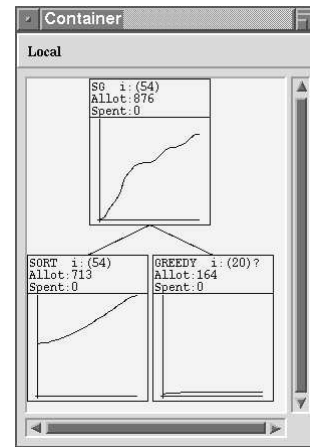 Container
Local
SG i:(54)
Allot:876
Spent:0
SORT i:(54)
Allot:713
Spent:0
GREEDY i:(20)?
Allot:164
Spent:0